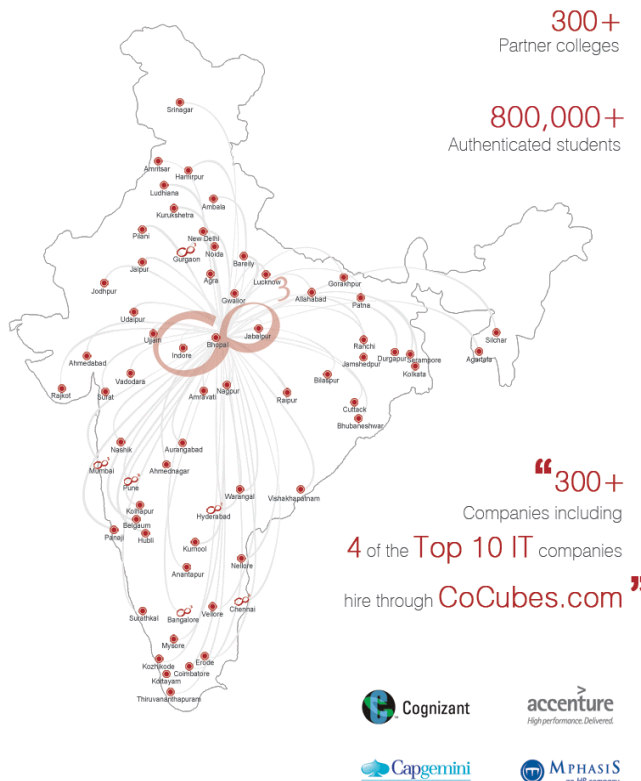 300+
Partner colleges
800,000+
Authenticated students
Srinagar
Amritsar
Hamirpur
Ludhiana
Ambala
Kurukshetra
Pilani
New Delhi
Noida
Gurgaon
Bareily
Jaipur
Agra
Lucknow
Gorakhpur
Jodhpur
Gwalior
3
Allahabad
Patna
Udaipur
Ujjain
Indore
Bhopal
Jabalpur
Ranchi
Silchar
Agartala
Ahmedabad
Jamshedpur
Durgapur
Serampore
Kolkata
Vadodara
Bilaspur
Rajkot
Surat
Amravati
Nagpur
Raipur
Cuttack
Bhubaneshwar
Nashik
Aurangabad
Mumbai
Ahmednagar
Pune
Warangal
Vishakhapatnam
Kolhapur
Hyderabad
Belgaum
Panaji
Hubli
Kurnool
Anantapur
Nellore
Surathkal
Bangalore
Vellore
Chennai
Mysore
Kozhikode
Erode
Coimbatore
Kottayam
Thiruvananthapuram
“300+
Companies including
4 of the Top 10 IT companies
hire through CoCubes.com ”
Cognizant
accenture
High performance. Delivered.
Capgemini
MPHASIS
an HP company